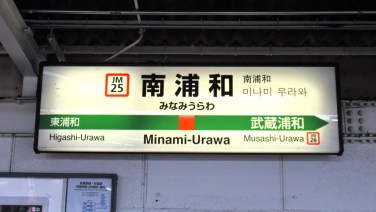 JM
25
南浦和
みなみうらわ
南浦和
미나미 우라와
東浦和
武蔵浦和
Higashi-Urawa
Minami-Urawa
Musashi-Urawa
JM
26